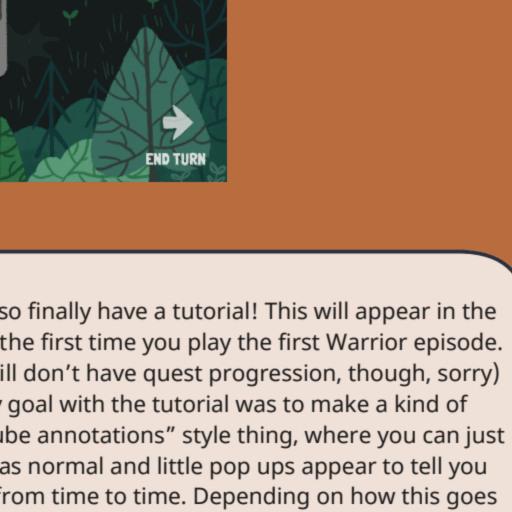 END TURN
so finally have a tutorial! This will appear in the
the first time you play the first Warrior episode.
ill don’t have quest progression, though, sorry)
goal with the tutorial was to make a kind of
ube annotations” style thing, where you can just
as normal and little pop ups appear to tell you
from time to time. Depending on how this goes